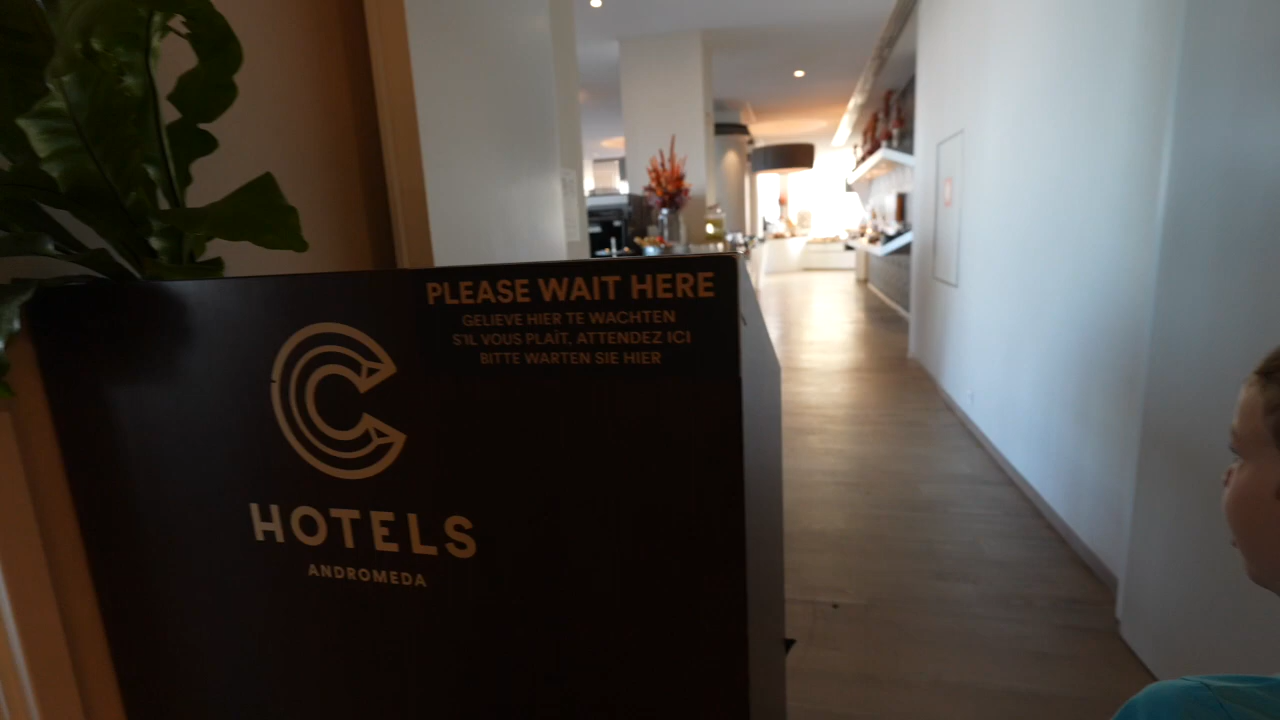 PLEASE WAIT HERE
GELIEVE HIER TE WACHTEN
S'IL VOUS PLAÎT, ATTENDEZ ICI
BITTE WARTEN SIE HIER
C
HOTELS
ANDROMEDA